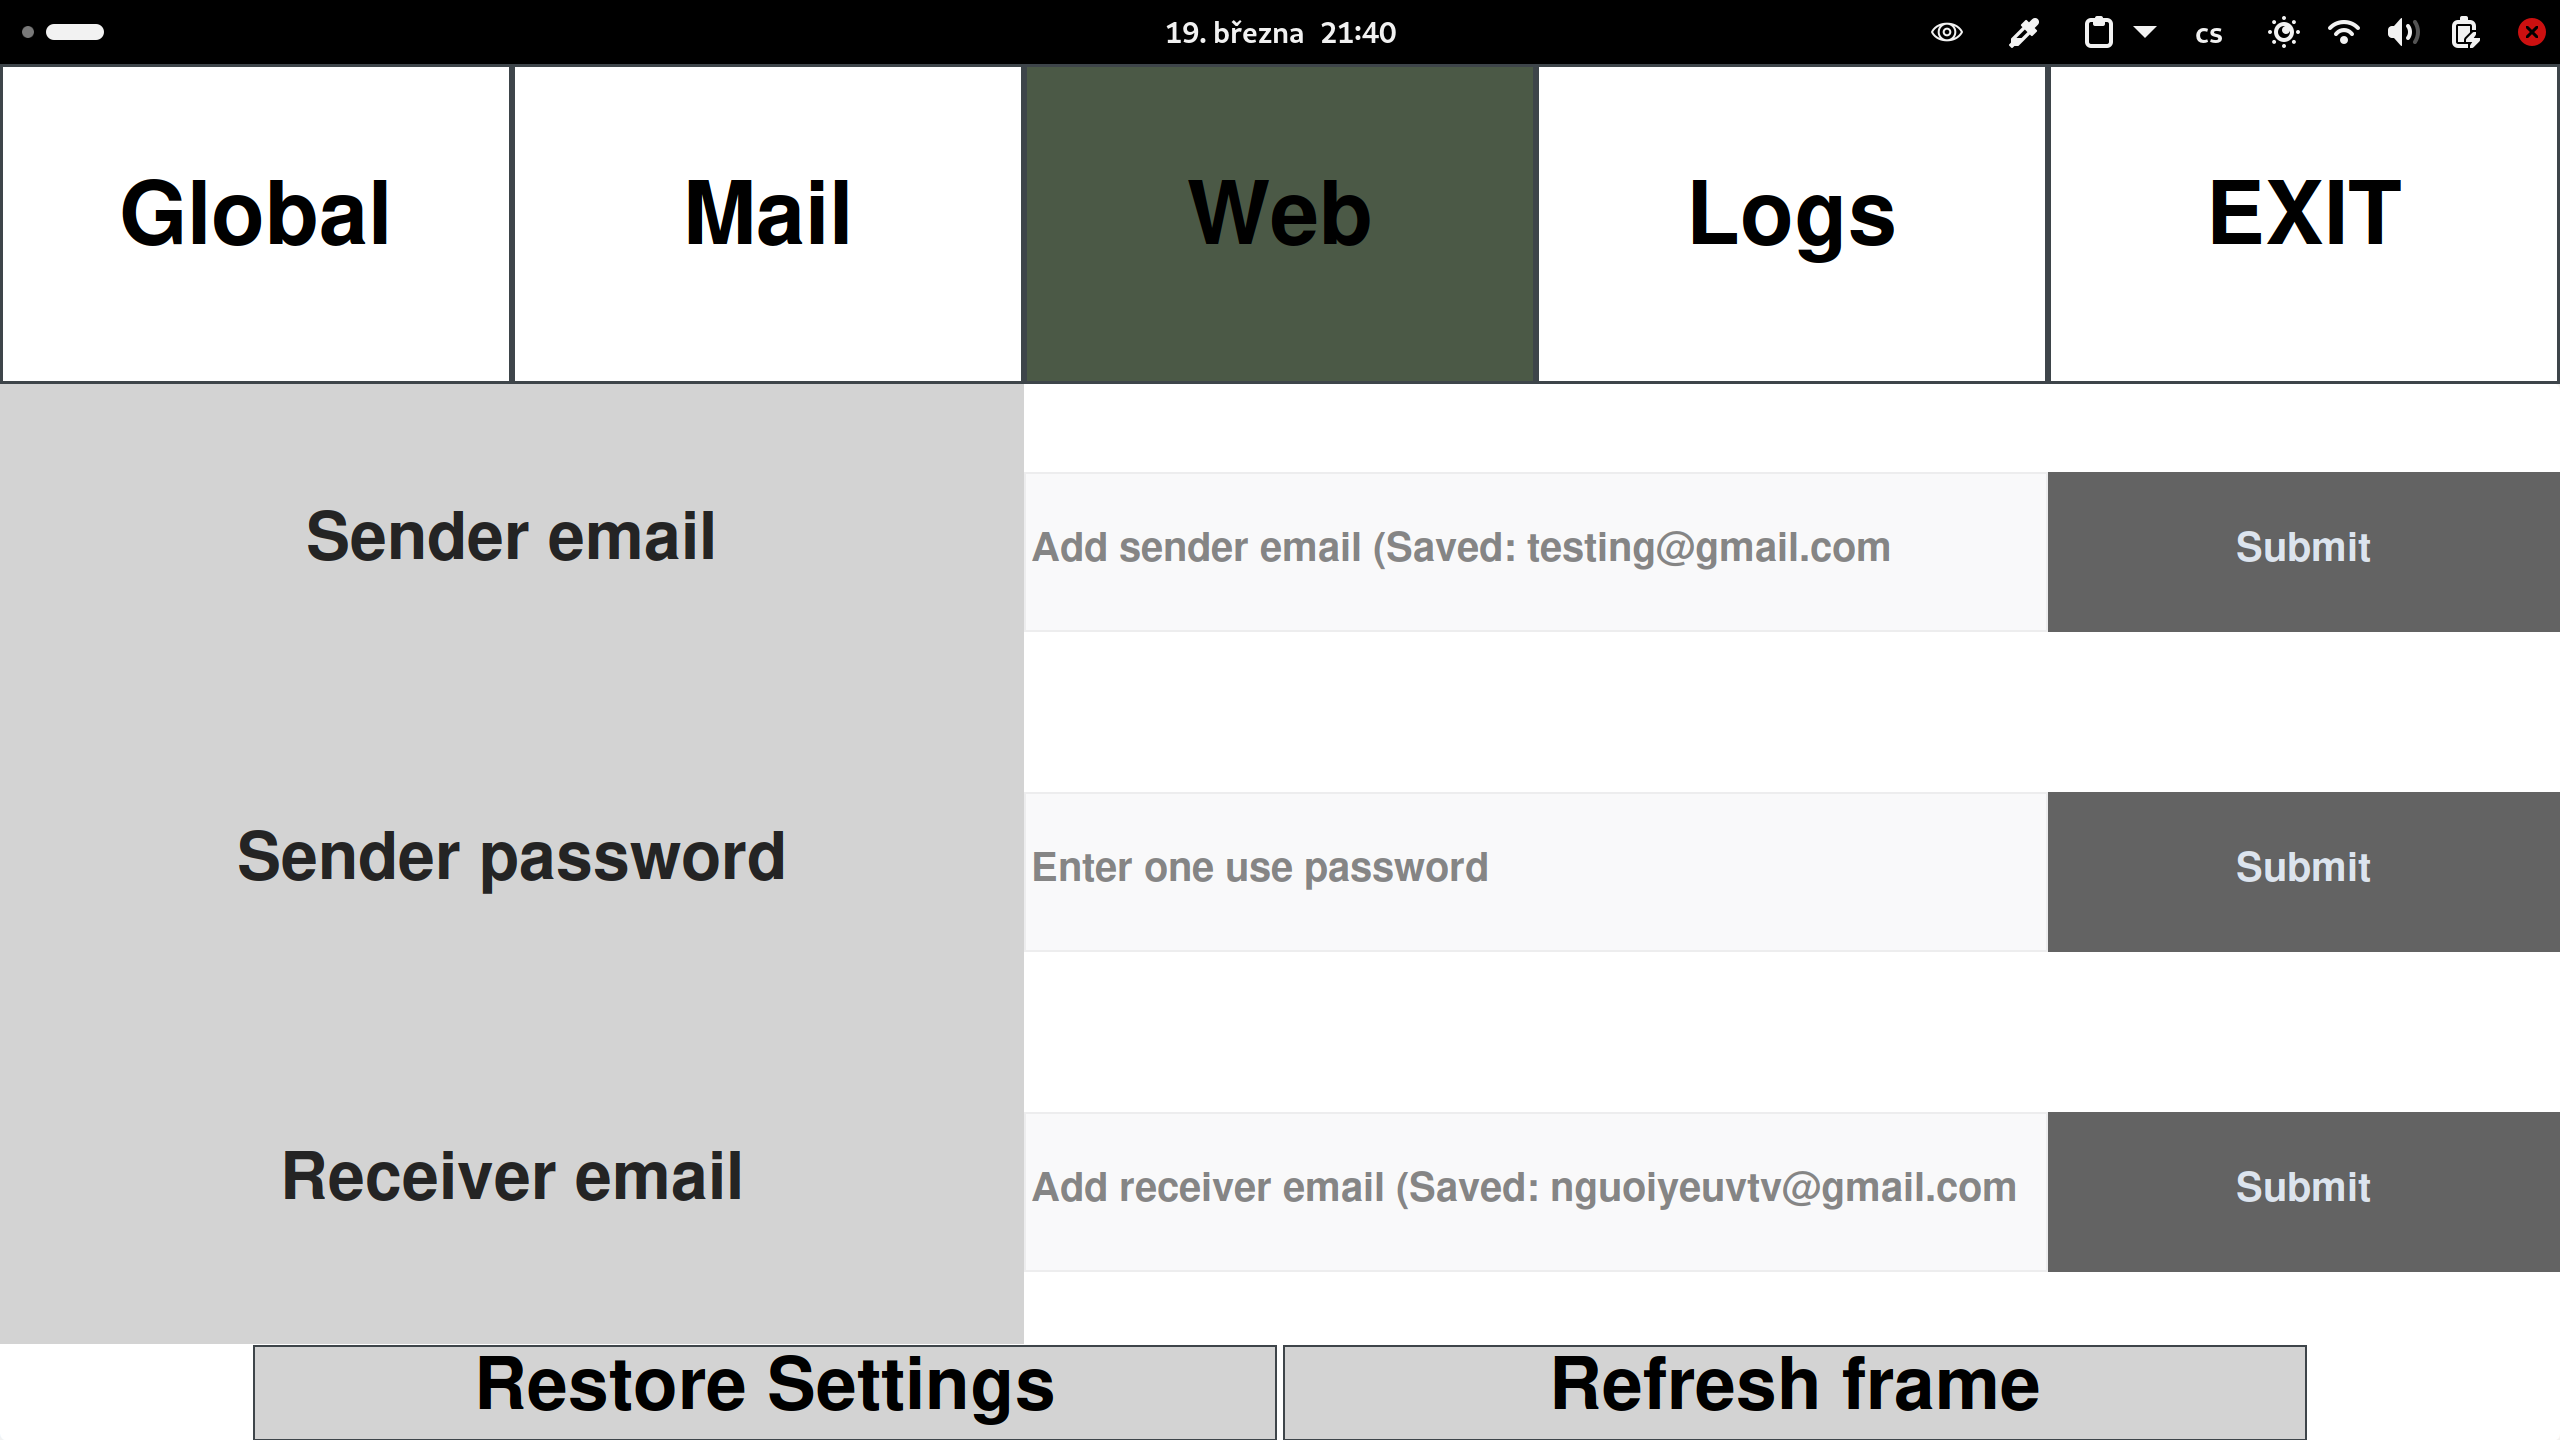 19. března 21:40
cs
Global
Mail
Web
Logs
EXIT
Sender email
Add sender email (Saved: testing@gmail.com
Submit
Sender password
Enter one use password
Submit
Receiver email
Add receiver email (Saved: nguoiyeuvtv@gmail.com
Submit
Restore Settings
Refresh frame